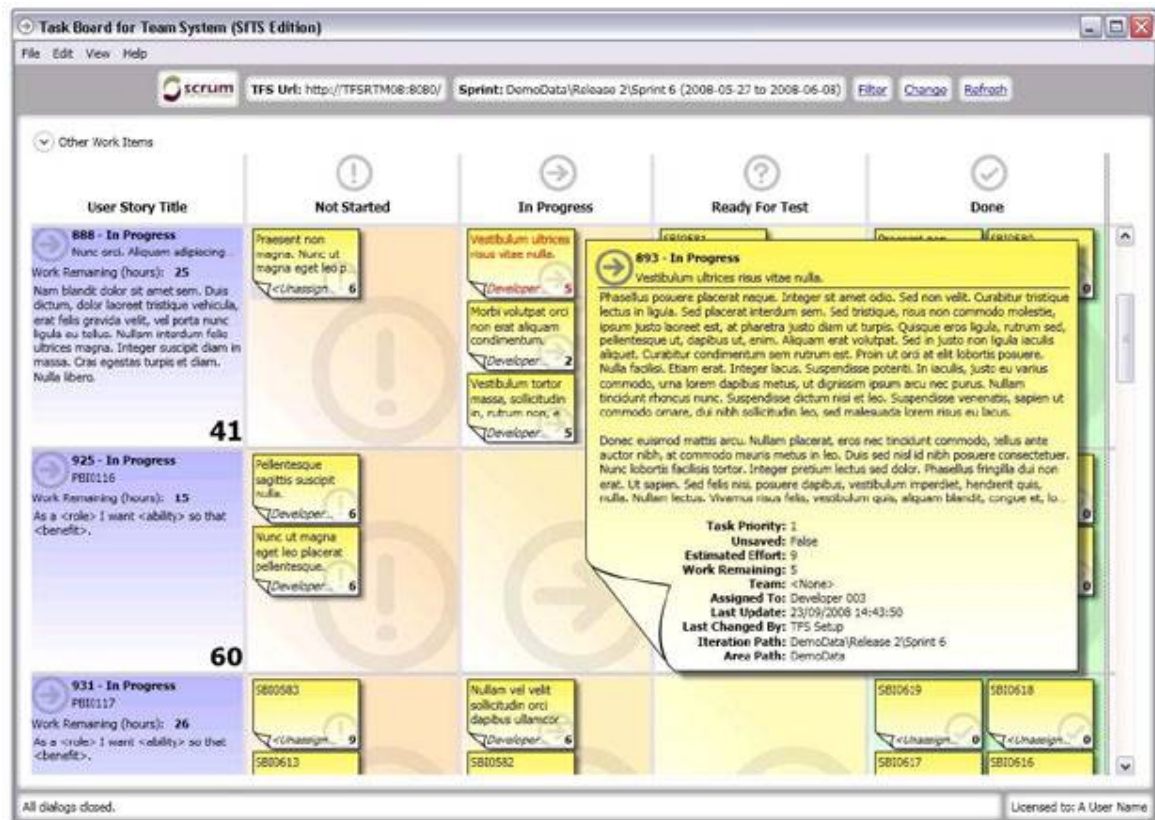 Task Board for Team System (SfTS Edition)
File Edit View Help
scrum
TFS Url: http://TFSRTM08:8080/
Sprint: DemoData\Release 2\Sprint 6 (2008-05-27 to 2008-06-08)
Filter Change Refresh
Other Work Items
User Story Title
Not Started
In Progress
Ready For Test
Done
888 - In Progress
Nunc orci. Aliquam adipiscing...
Work Remaining (hours): 25
Nam blandit dolor sit amet sem. Duis
dictum, dolor laoreet tristique vehicula,
erat felis gravida velit, vel porta nunc
ligula eu tellus. Nullam interdum felis
ultrices magna. Integer suscipit diam in
massa. Cras egestas turpis et diam.
Nulla libero.
41
Praesent non
magna. Nunc ut
magna eget leo p...
<Unassign... 6
Vestibulum ultrices
risus vitae nulla.
Developer... 5
Morbi volutpat orci
non erat aliquam
condimentum.
Developer... 2
Vestibulum tortor
massa, sollicitudin
in, rutrum non, a
Developer... 5
SBI0581
Praesent non
SBI0580
0
893 - In Progress
Vestibulum ultrices risus vitae nulla.
Phasellus posuere placerat neque. Integer sit amet odio. Sed non velit. Curabitur tristique
lectus in ligula. Sed placerat interdum sem. Sed tristique, risus non commodo molestie,
ipsum justo laoreet est, at pharetra justo diam ut turpis. Quisque eros ligula, rutrum sed,
pellentesque ut, dapibus ut, enim. Aliquam erat volutpat. Sed in justo non ligula iaculis
aliquet. Curabitur condimentum sem rutrum est. Proin ut orci at elit lobortis posuere.
Nulla facilisi. Etiam erat. Integer lacus. Suspendisse potenti. In iaculis, justo eu varius
commodo, urna lorem dapibus metus, ut dignissim ipsum arcu nec purus. Nullam
tincidunt rhoncus nunc. Suspendisse dictum nisi et leo. Suspendisse venenatis, sapien ut
commodo ornare, dui nibh sollicitudin leo, sed malesuada lorem risus eu lacus.
Donec euismod mattis arcu. Nullam placerat, eros nec tincidunt commodo, tellus ante
auctor nibh, at commodo mauris metus in leo. Duis sed nisl id nibh posuere consectetuer.
Nunc lobortis facilisis tortor. Integer pretium lectus sed dolor. Phasellus fringilla dui non
erat. Ut sapien. Sed felis nisi, posuere dapibus, vestibulum imperdiet, hendrerit quis,
nulla. Nullam lectus. Vivamus risus felis, vestibulum quis, aliquam blandit, congue et, lo...
Task Priority: 1
Unsaved: False
Estimated Effort: 9
Work Remaining: 5
Team: <None>
Assigned To: Developer 003
Last Update: 23/09/2008 14:43:50
Last Changed By: TFS Setup
Iteration Path: DemoData\Release 2\Sprint 6
Area Path: DemoData
925 - In Progress
PBI0116
Work Remaining (hours): 15
As a <role> I want <ability> so that
<benefit>.
60
Pellentesque
sagittis suscipit
nulla.
Developer... 6
Nunc ut magna
eget leo placerat
pellentesque.
Developer... 6
0
0
931 - In Progress
PBI0117
Work Remaining (hours): 26
As a <role> I want <ability> so that
<benefit>.
SBI0583
<Unassign... 9
SBI0613
Nullam vel velit
sollicitudin orci
dapibus ullamcor
Developer... 6
SBI0582
SBI0619
<Unassign... 0
SBI0618
<Unassign... 0
SBI0617
SBI0616
All dialogs closed.
Licensed to: A User Name